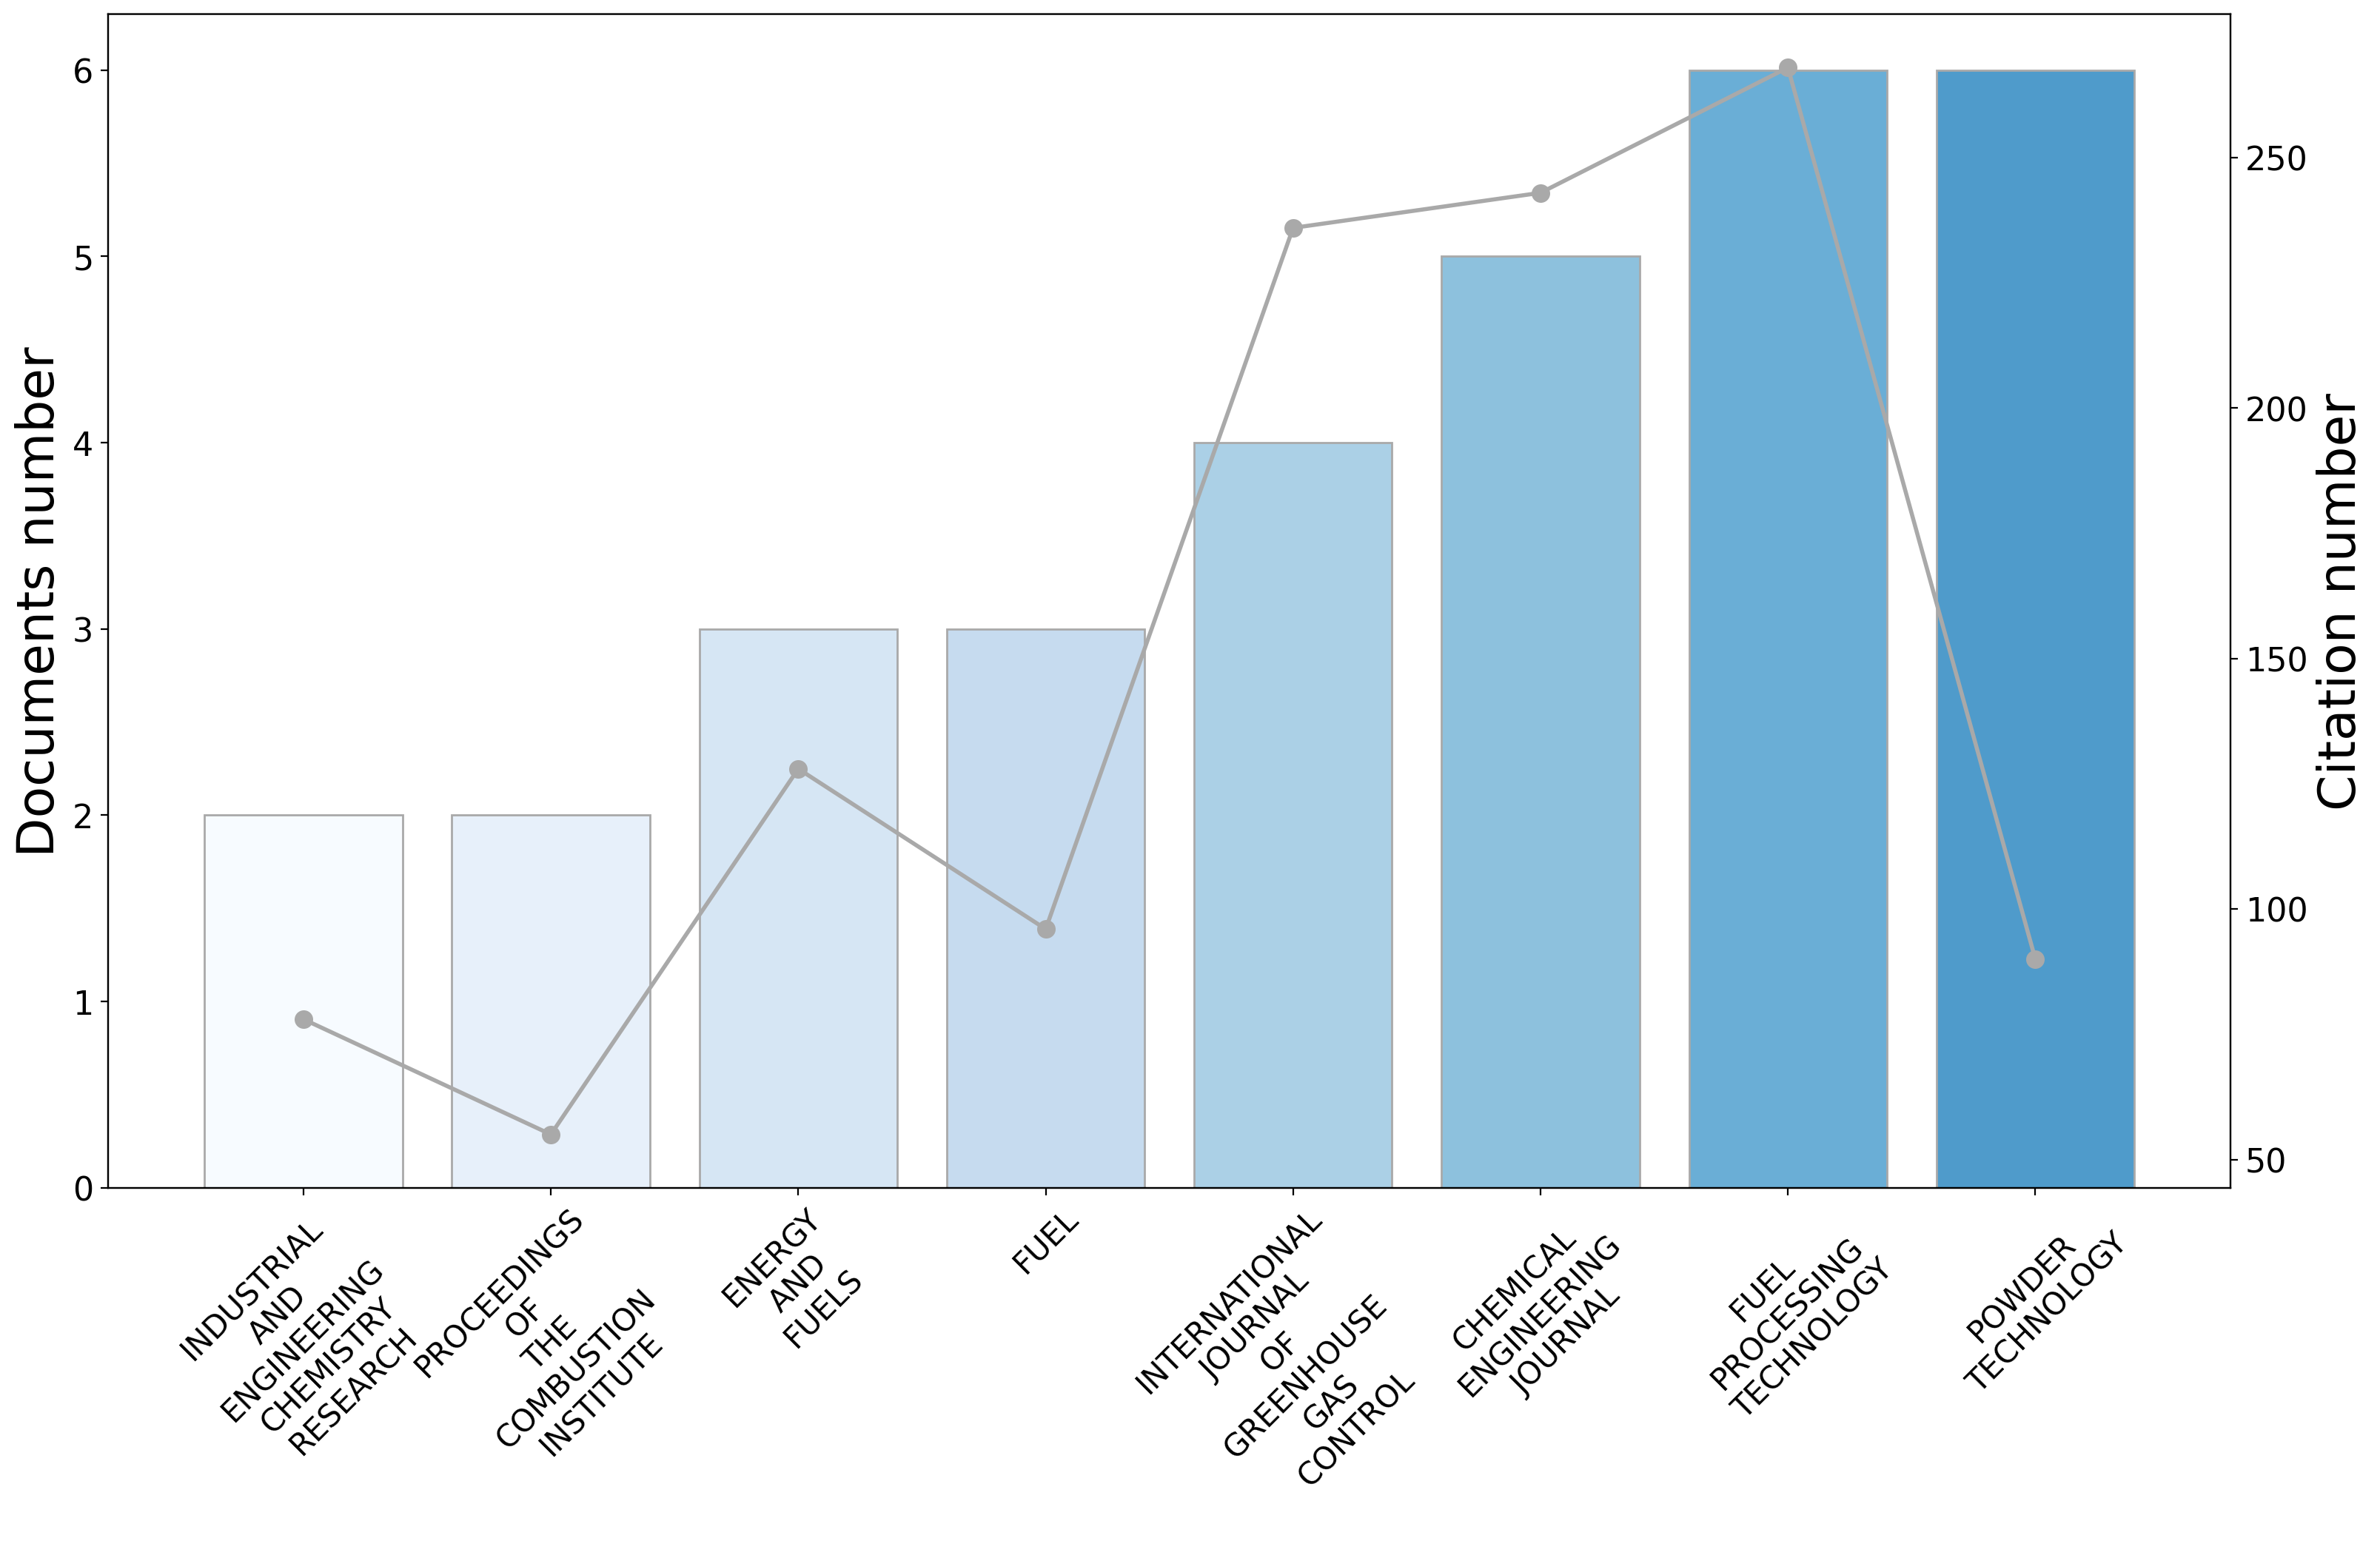 Documents number
6
5
4
3
2
1
0
Citation number
250
200
150
100
50
INDUSTRIAL
AND
ENGINEERING
CHEMISTRY
RESEARCH
PROCEEDINGS
OF
THE
COMBUSTION
INSTITUTE
ENERGY
AND
FUELS
FUEL
INTERNATIONAL
JOURNAL
OF
GREENHOUSE
GAS
CONTROL
CHEMICAL
ENGINEERING
JOURNAL
FUEL
PROCESSING
TECHNOLOGY
POWDER
TECHNOLOGY